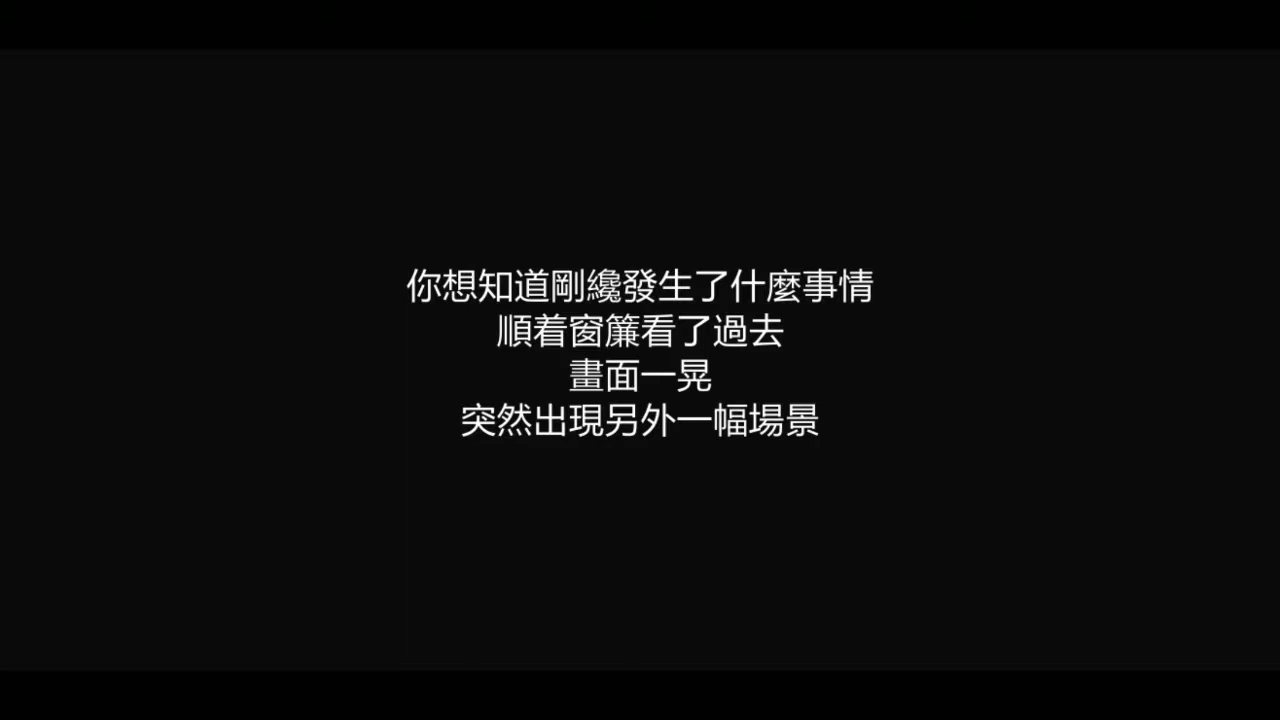 你想知道剛纔發生了什麼事情
順着窗簾看了過去
畫面一晃
突然出現另外一幅場景